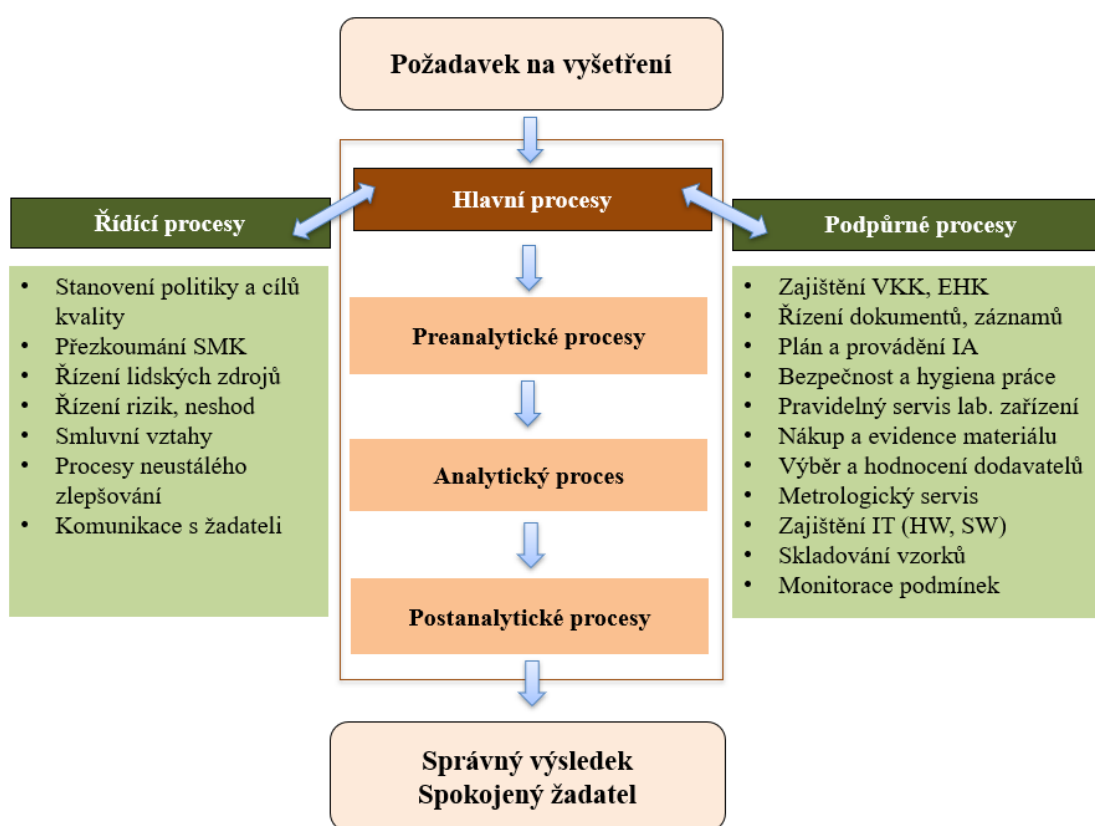 Požadavek na vyšetření
Hlavní procesy
Řídící procesy
• Stanovení politiky a cílů
kvality
• Přezkoumání SMK
• Řízení lidských zdrojů
• Řízení rizik, neshod
• Smluvní vztahy
• Procesy neustálého
zlepšování
• Komunikace s žadateli
Preanalytické procesy
Analytický proces
Postanalytické procesy
Podpůrné procesy
• Zajištění VKK, EHK
• Řízení dokumentů, záznamů
• Plán a provádění IA
• Bezpečnost a hygiena práce
• Pravidelný servis lab. zařízení
• Nákup a evidence materiálu
• Výběr a hodnocení dodavatelů
• Metrologický servis
• Zajištění IT (HW, SW)
• Skladování vzorků
• Monitorace podmínek
Správný výsledek
Spokojený žadatel